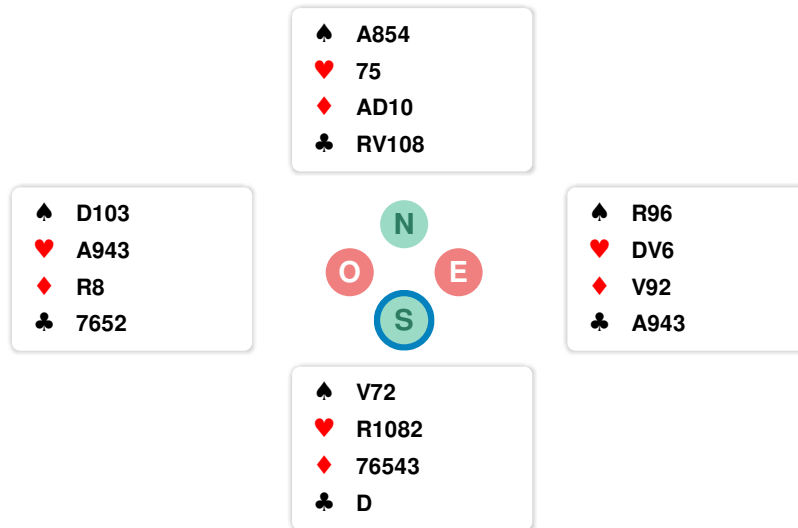 ♠ A854
♥ 75
♦ AD10
♣ RV108
♠ D103
♥ A943
♦ R8
♣ 7652
N
O E
S
♠ R96
♥ DV6
♦ V92
♣ A943
♠ V72
♥ R1082
♦ 76543
♣ D